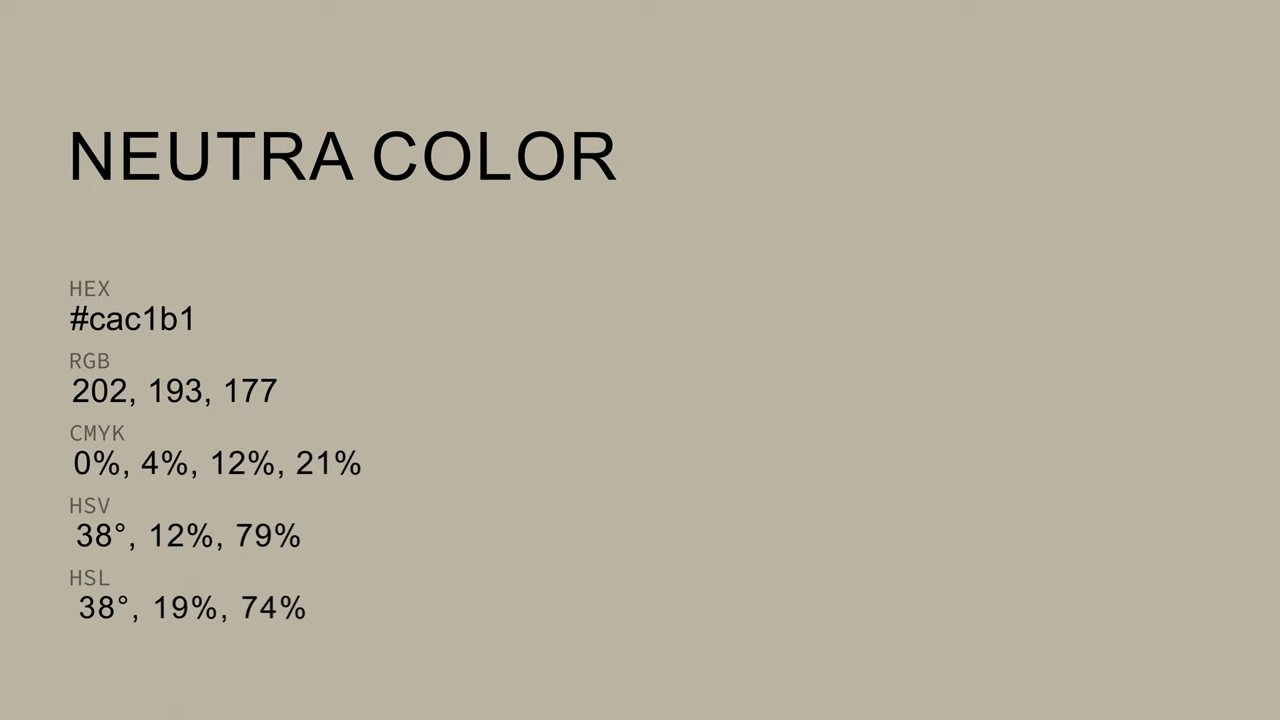 NEUTRA COLOR
HEX
#cac1b1
RGB
202, 193, 177
CMYK
0%, 4%, 12%, 21%
HSV
38°, 12%, 79%
HSL
38°, 19%, 74%